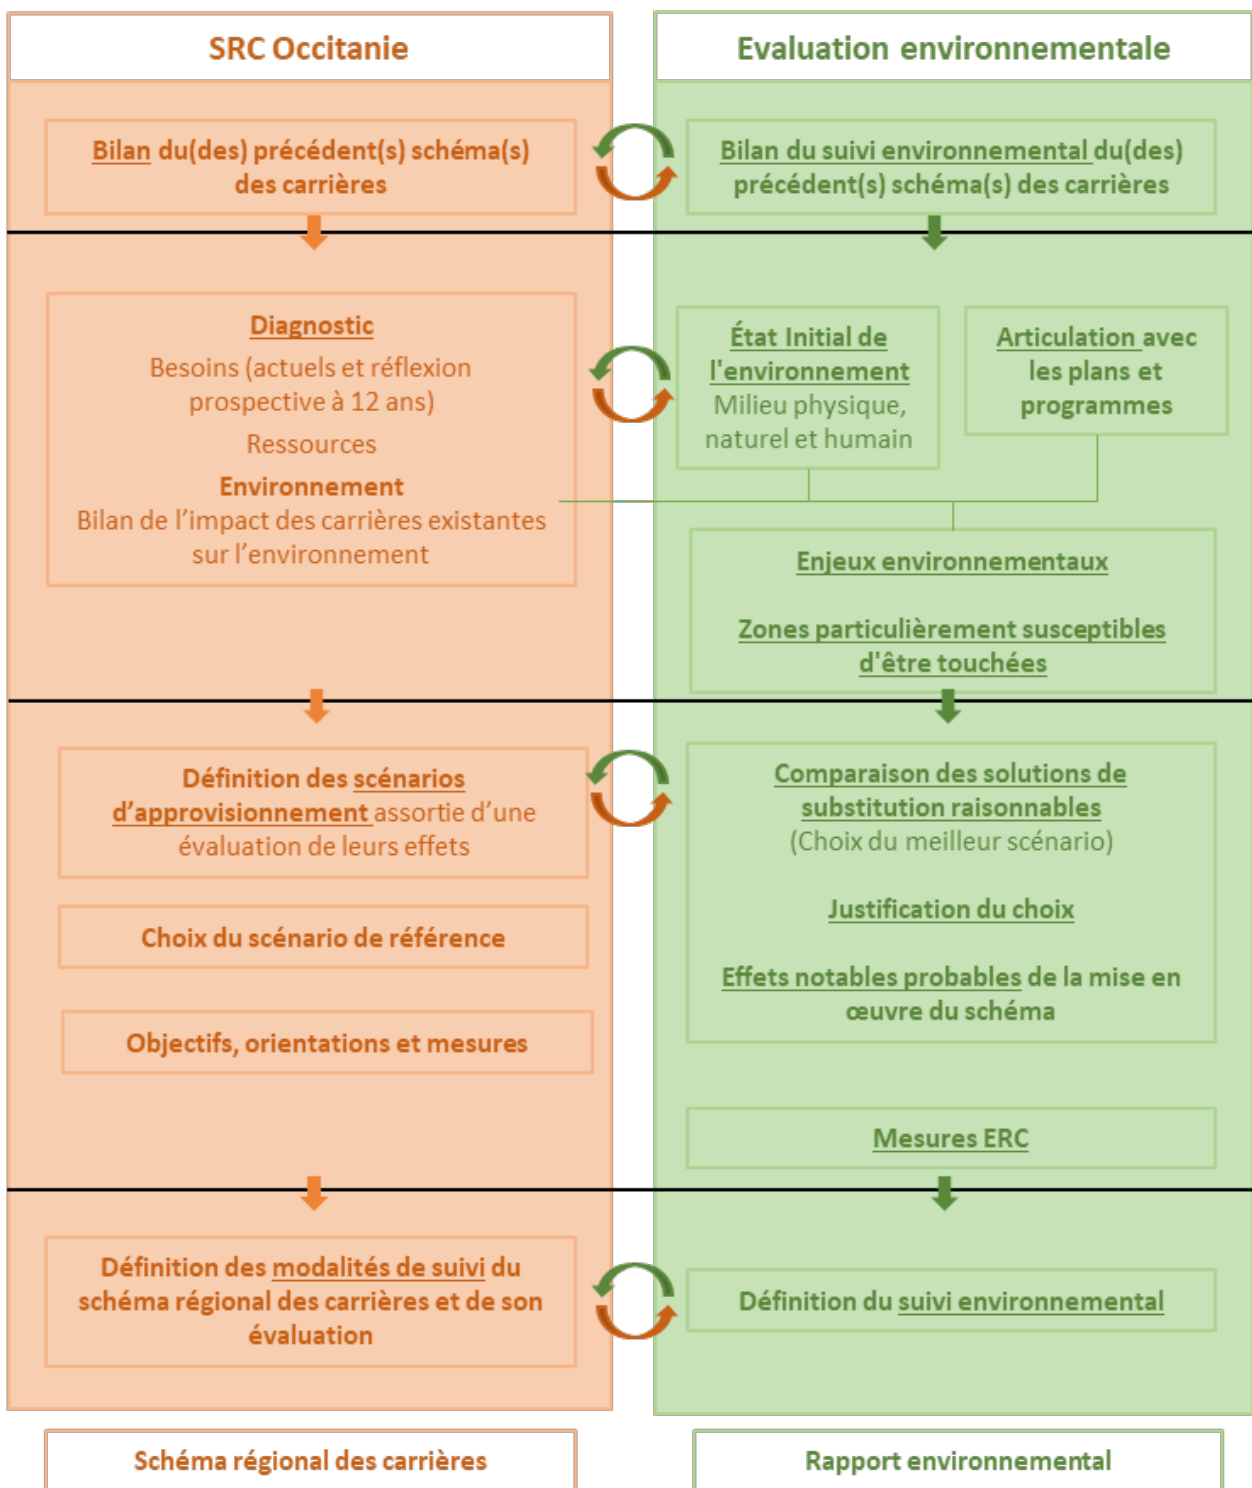 SRC Occitanie
Evaluation environnementale
Bilan du(des) précédent(s) schéma(s)
des carrières
Bilan du suivi environnemental du(des)
précédent(s) schéma(s) des carrières
Diagnostic
Besoins (actuels et réflexion
prospective à 12 ans)
Ressources
Environnement
Bilan de l’impact des carrières existantes
sur l’environnement
État Initial de
l'environnement
Milieu physique,
naturel et humain
Articulation avec
les plans et
programmes
Enjeux environnementaux
Zones particulièrement susceptibles
d'être touchées
Définition des scénarios
d’approvisionnement assortie d’une
évaluation de leurs effets
Choix du scénario de référence
Objectifs, orientations et mesures
Comparaison des solutions de
substitution raisonnables
(Choix du meilleur scénario)
Justification du choix
Effets notables probables de la mise en
œuvre du schéma
Mesures ERC
Définition des modalités de suivi du
schéma régional des carrières et de son
évaluation
Définition du suivi environnemental
Schéma régional des carrières
Rapport environnemental